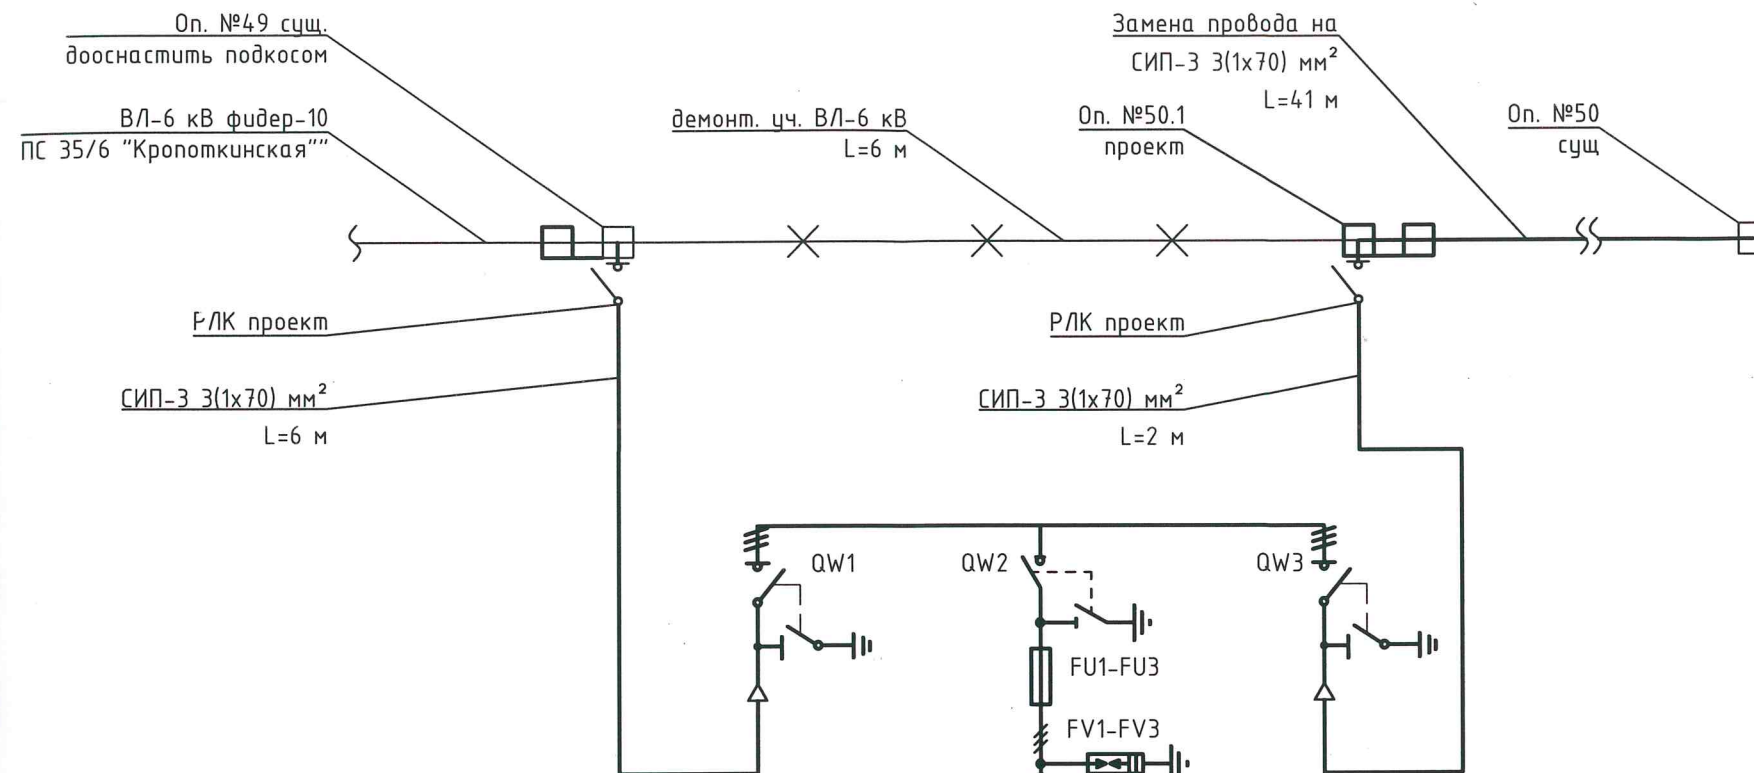 Оп. №49 сущ.
дооснастить подкосом
ВЛ-6 кВ фидер-10
ПС 35/6 "Кропоткинская""
демонт. уч. ВЛ-6 кВ
L=6 м
Замена провода на
СИП-3 3(1х70) мм²
L=41 м
Оп. №50.1
проект
Оп. №50
сущ
РЛК проект
СИП-3 3(1х70) мм²
L=6 м
РЛК проект
СИП-3 3(1х70) мм²
L=2 м
QW1
QW2
QW3
FU1-FU3
FV1-FV3